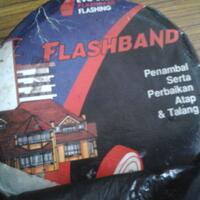 FLASHING
FLASHBAND
Penambal
Serta
Perbaikan
Atap
& Talang